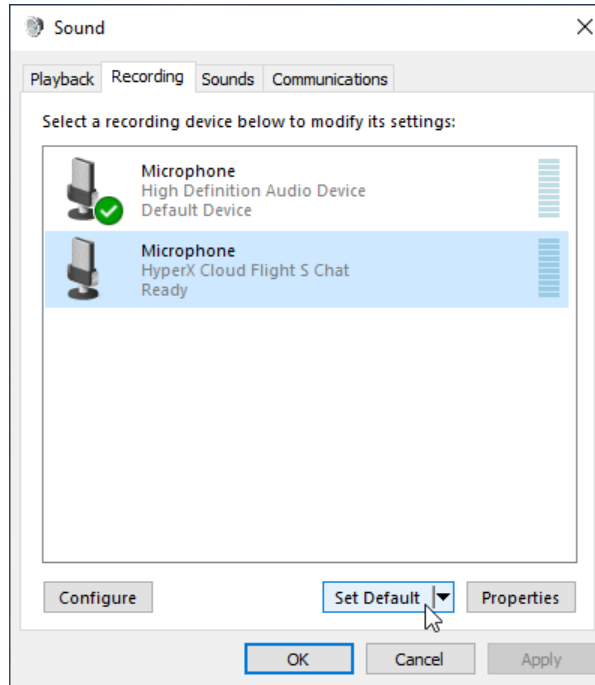 Sound
Playback Recording Sounds Communications
Select a recording device below to modify its settings:
Microphone
High Definition Audio Device
Default Device
Microphone
HyperX Cloud Flight S Chat
Ready
Configure Set Default Properties
OK Cancel Apply